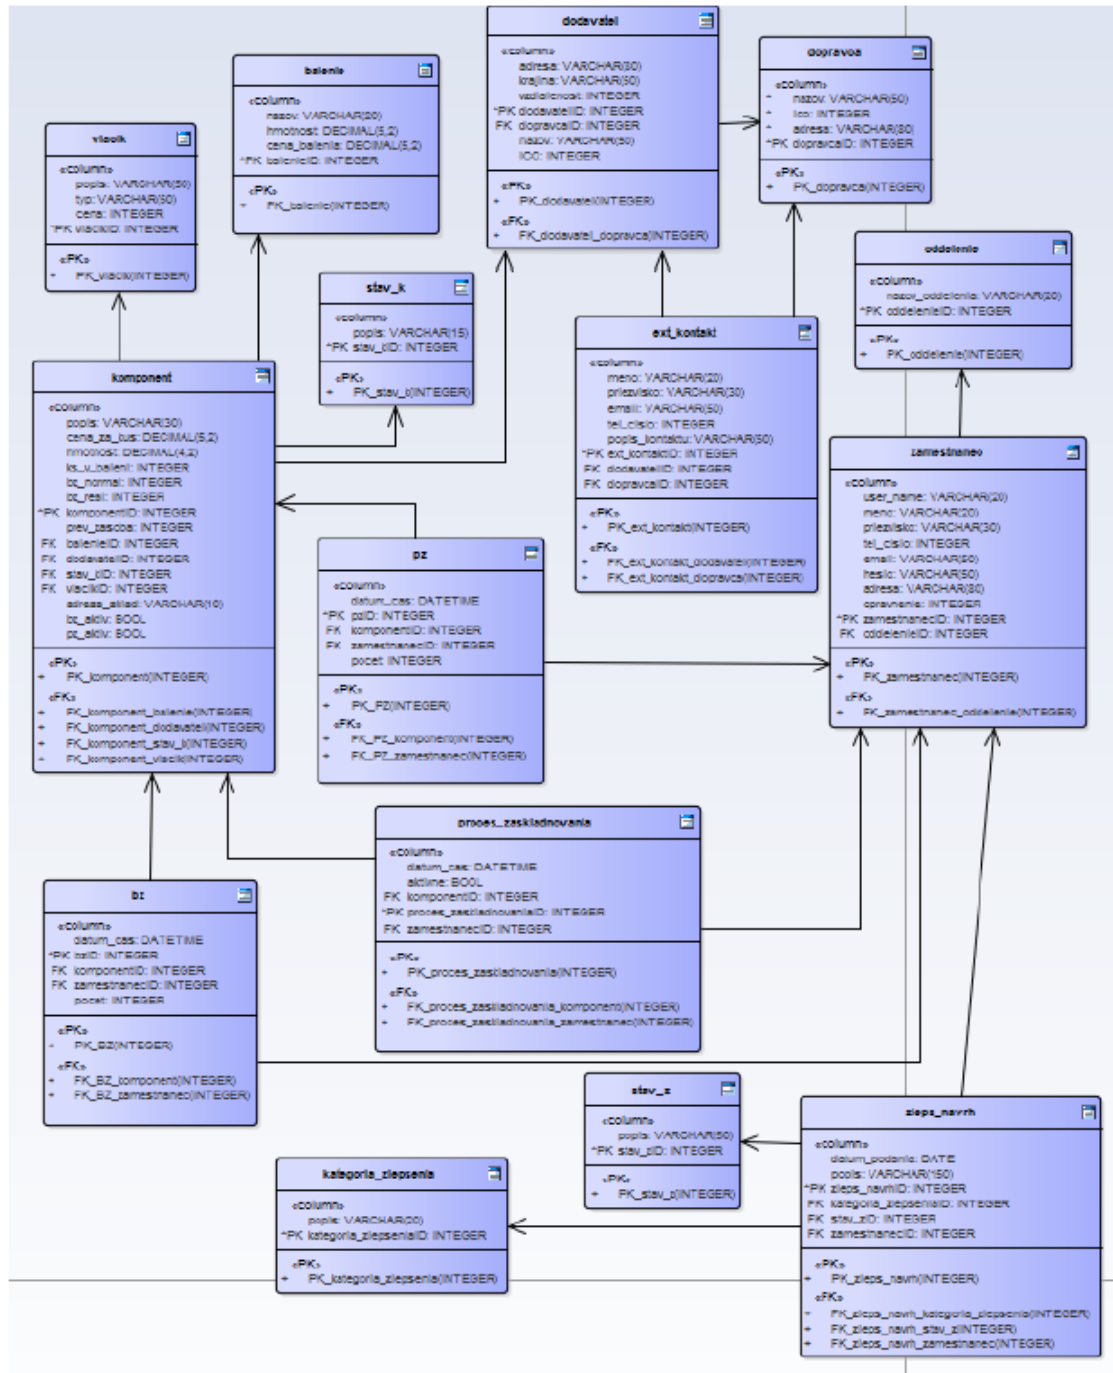 dodavatel
«column»
adresa: VARCHAR(80)
krajina: VARCHAR(50)
vzdialenost: INTEGER
*PK dodavatelID: INTEGER
FK dopravcaID: INTEGER
nazov: VARCHAR(50)
ICO: INTEGER
«PK»
+ PK_dodavatel(INTEGER)
«FK»
+ FK_dodavatel_dopravca(INTEGER)
dopravca
«column»
* nazov: VARCHAR(50)
* ico: INTEGER
* adresa: VARCHAR(80)
*PK dopravcaID: INTEGER
«PK»
+ PK_dopravca(INTEGER)
balenie
«column»
nazov: VARCHAR(20)
hmotnost: DECIMAL(5,2)
cena_balenia: DECIMAL(5,2)
*PK balenieID: INTEGER
«PK»
+ PK_balenie(INTEGER)
vlacik
«column»
popis: VARCHAR(50)
typ: VARCHAR(50)
cena: INTEGER
*PK vlacikID: INTEGER
«PK»
+ PK_vlacik(INTEGER)
stav_k
«column»
popis: VARCHAR(15)
*PK stav_kID: INTEGER
«PK»
+ PK_stav_k(INTEGER)
oddelenie
«column»
nazov_oddelenia: VARCHAR(20)
*PK oddelenieID: INTEGER
«PK»
+ PK_oddelenie(INTEGER)
ext_kontakt
«column»
meno: VARCHAR(20)
priezvisko: VARCHAR(30)
email: VARCHAR(50)
tel_cislo: INTEGER
popis_kontaktu: VARCHAR(50)
*PK ext_kontaktID: INTEGER
FK dodavatelID: INTEGER
FK dopravcaID: INTEGER
«PK»
+ PK_ext_kontakt(INTEGER)
«FK»
+ FK_ext_kontakt_dodavatel(INTEGER)
+ FK_ext_kontakt_dopravca(INTEGER)
komponent
«column»
popis: VARCHAR(30)
cena_za_kus: DECIMAL(5,2)
hmotnost: DECIMAL(4,2)
ks_v_baleni: INTEGER
bz_normal: INTEGER
bz_real: INTEGER
*PK komponentID: INTEGER
prev_zasoba: INTEGER
FK balenieID: INTEGER
FK dodavatelID: INTEGER
FK stav_kID: INTEGER
FK vlacikID: INTEGER
adresa_sklad: VARCHAR(10)
bz_aktiv: BOOL
pz_aktiv: BOOL
«PK»
+ PK_komponent(INTEGER)
«FK»
+ FK_komponent_balenie(INTEGER)
+ FK_komponent_dodavatel(INTEGER)
+ FK_komponent_stav_k(INTEGER)
+ FK_komponent_vlacik(INTEGER)
zamestnanec
«column»
user_name: VARCHAR(20)
meno: VARCHAR(20)
priezvisko: VARCHAR(30)
tel_cislo: INTEGER
email: VARCHAR(50)
heslo: VARCHAR(50)
adresa: VARCHAR(80)
opravnenie: INTEGER
*PK zamestnanecID: INTEGER
FK oddelenieID: INTEGER
«PK»
+ PK_zamestnanec(INTEGER)
«FK»
+ FK_zamestnanec_oddelenie(INTEGER)
pz
«column»
datum_cas: DATETIME
*PK pzID: INTEGER
FK komponentID: INTEGER
FK zamestnanecID: INTEGER
pocet: INTEGER
«PK»
+ PK_PZ(INTEGER)
«FK»
+ FK_PZ_komponent(INTEGER)
+ FK_PZ_zamestnanec(INTEGER)
proces_zaskladnovania
«column»
datum_cas: DATETIME
aktivne: BOOL
FK komponentID: INTEGER
*PK proces_zaskladnovaniaID: INTEGER
FK zamestnanecID: INTEGER
«PK»
+ PK_proces_zaskladnovania(INTEGER)
«FK»
+ FK_proces_zaskladnovania_komponent(INTEGER)
+ FK_proces_zaskladnovania_zamestnanec(INTEGER)
bz
«column»
datum_cas: DATETIME
*PK bzID: INTEGER
FK komponentID: INTEGER
FK zamestnanecID: INTEGER
pocet: INTEGER
«PK»
+ PK_BZ(INTEGER)
«FK»
+ FK_BZ_komponent(INTEGER)
+ FK_BZ_zamestnanec(INTEGER)
stav_z
«column»
popis: VARCHAR(50)
*PK stav_zID: INTEGER
«PK»
+ PK_stav_z(INTEGER)
zleps_navrh
«column»
datum_podania: DATE
popis: VARCHAR(150)
*PK zleps_navrhID: INTEGER
FK kategoria_zlepseniaID: INTEGER
FK stav_zID: INTEGER
FK zamestnanecID: INTEGER
«PK»
+ PK_zleps_navrh(INTEGER)
«FK»
+ FK_zleps_navrh_kategoria_zlepsenia(INTEGER)
+ FK_zleps_navrh_stav_z(INTEGER)
+ FK_zleps_navrh_zamestnanec(INTEGER)
kategoria_zlepsenia
«column»
popis: VARCHAR(20)
*PK kategoria_zlepseniaID: INTEGER
«PK»
+ PK_kategoria_zlepsenia(INTEGER)